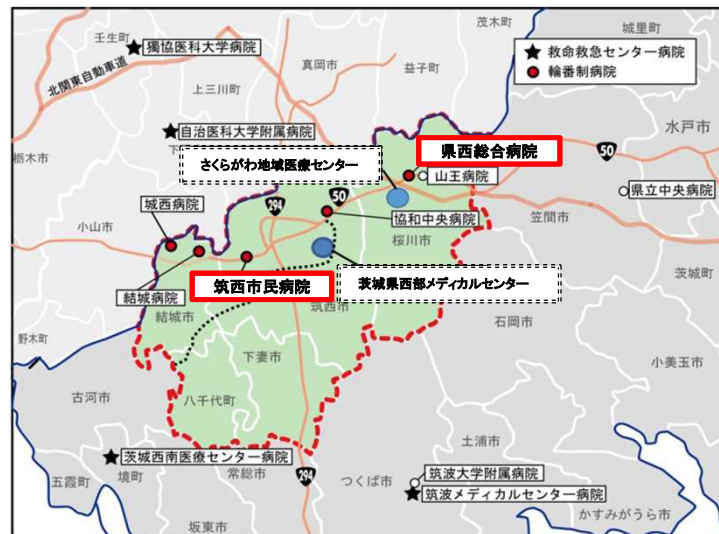 壬生町
獨協医科大学病院
北関東自動車道
上三川町
真岡市
益子町
茂木町
城里町
救命救急センター病院
輪番制病院
自治医科大学附属病院
水戸市
栃木市
下
さくらがわ地域医療センター
県西総合病院
山王病院
50
県立中央病院
城西病院
294
50
小山市
協和中央病院
笠間市
桜川市
茨城町
結城病院
筑西市民病院
茨城県西部メディカルセンター
筑西市
結城市
石岡市
野木町
下妻市
小美玉市
古河市
八千代町
土浦市
茨城西南医療センター病院
五霞町
境町
常総市
294
つくば市
筑波大学附属病院
筑波メディカルセンター病院
坂東市
かすみがうら市